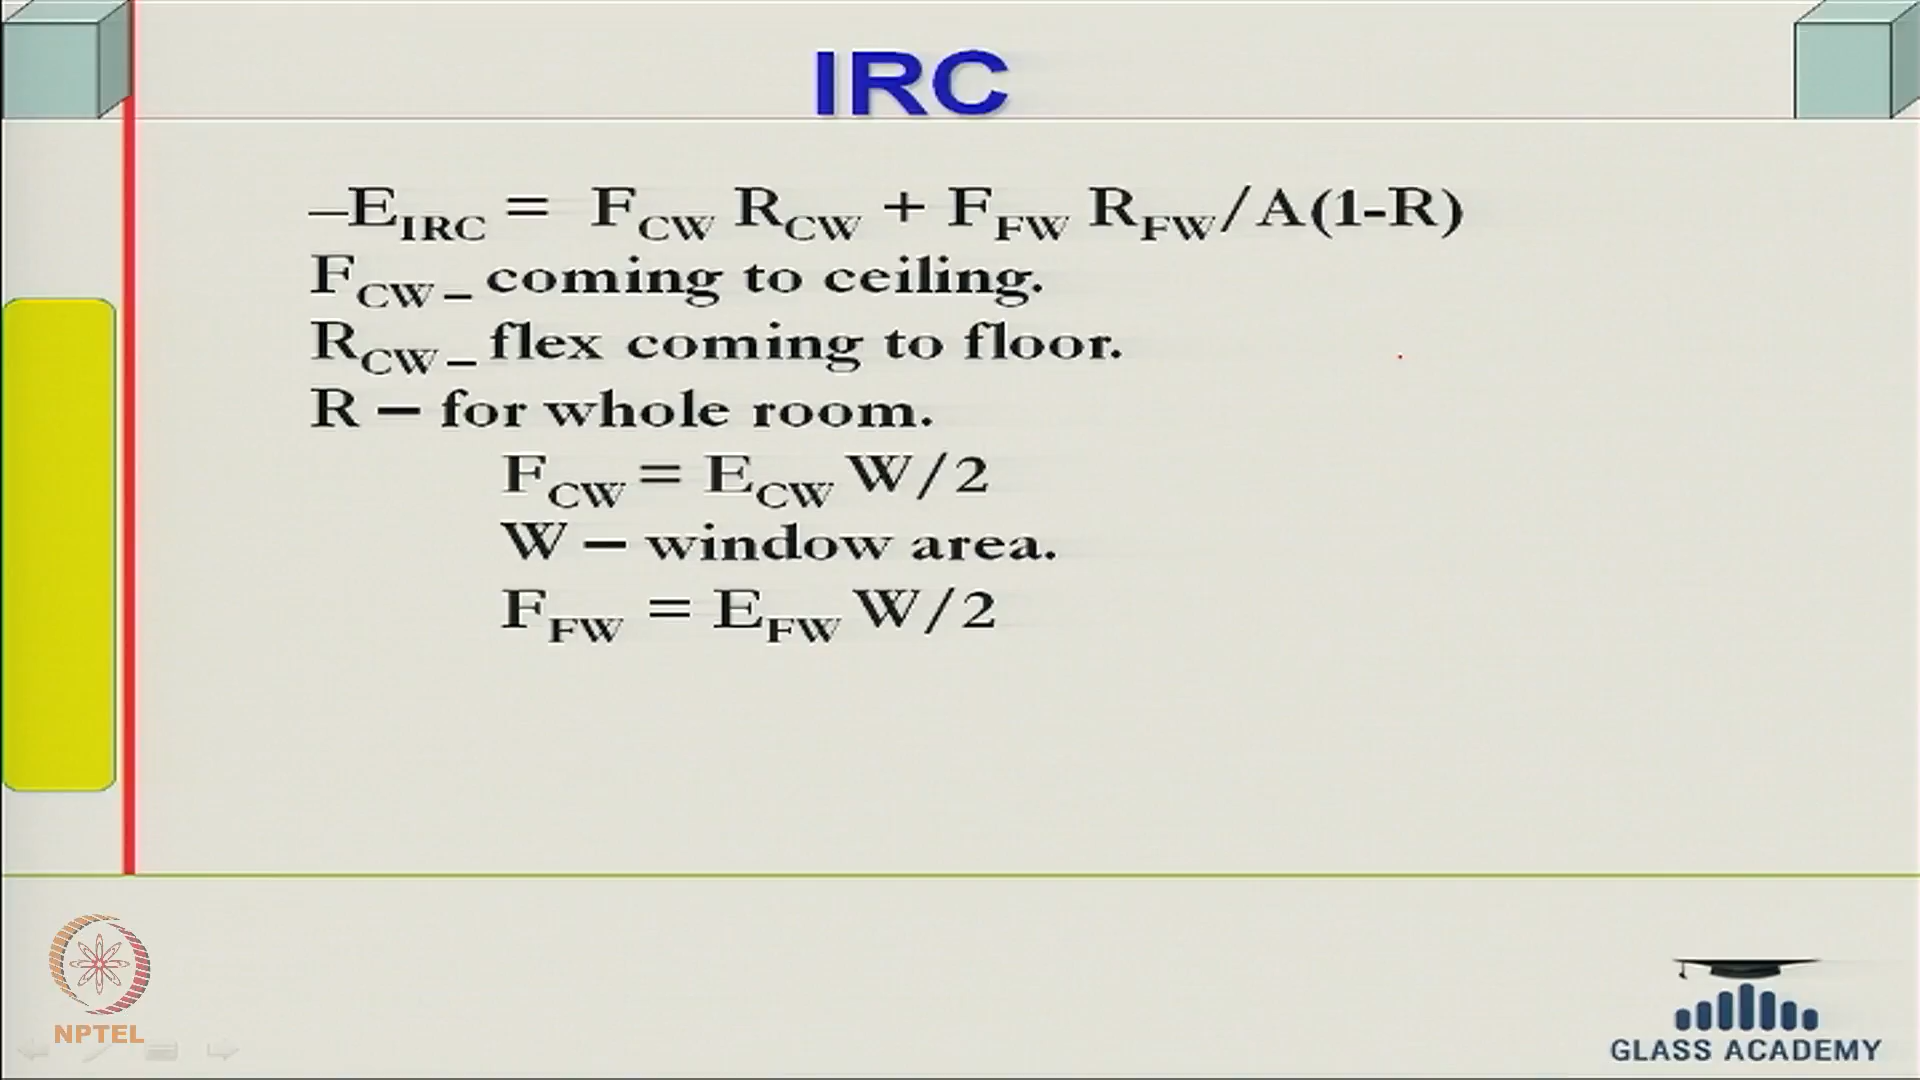 IRC
–E_IRC = F_CW R_CW + F_FW R_FW/A(1-R)
F_CW – coming to ceiling.
R_CW – flex coming to floor.
R – for whole room.
F_CW = E_CW W/2
W – window area.
F_FW = E_FW W/2
NPTEL
GLASS ACADEMY